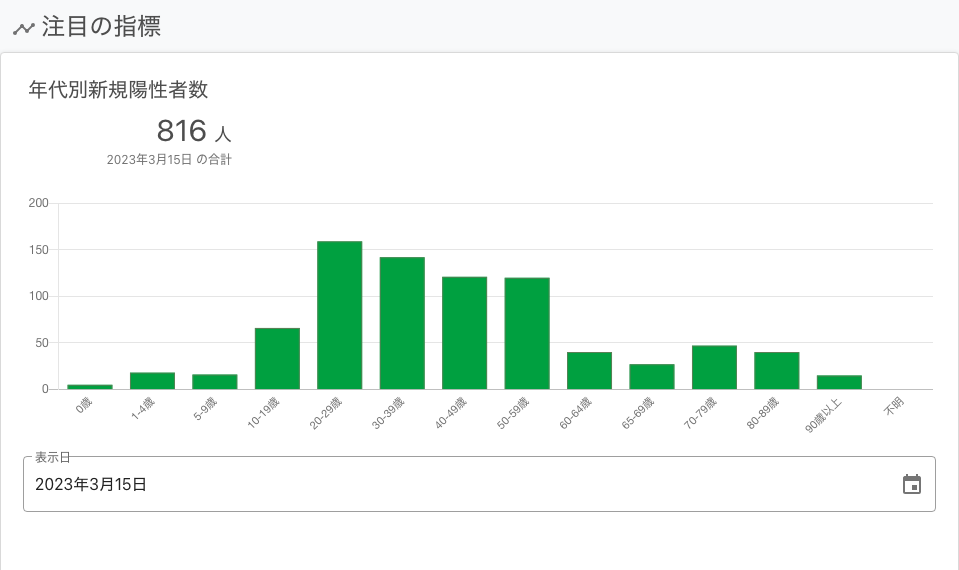 注目の指標
年代別新規陽性者数
816 人
2023年3月15日 の合計
200
150
100
50
0
0歳
1-4歳
5-9歳
10-19歳
20-29歳
30-39歳
40-49歳
50-59歳
60-64歳
65-69歳
70-79歳
80-89歳
90歳以上
不明
表示日
2023年3月15日